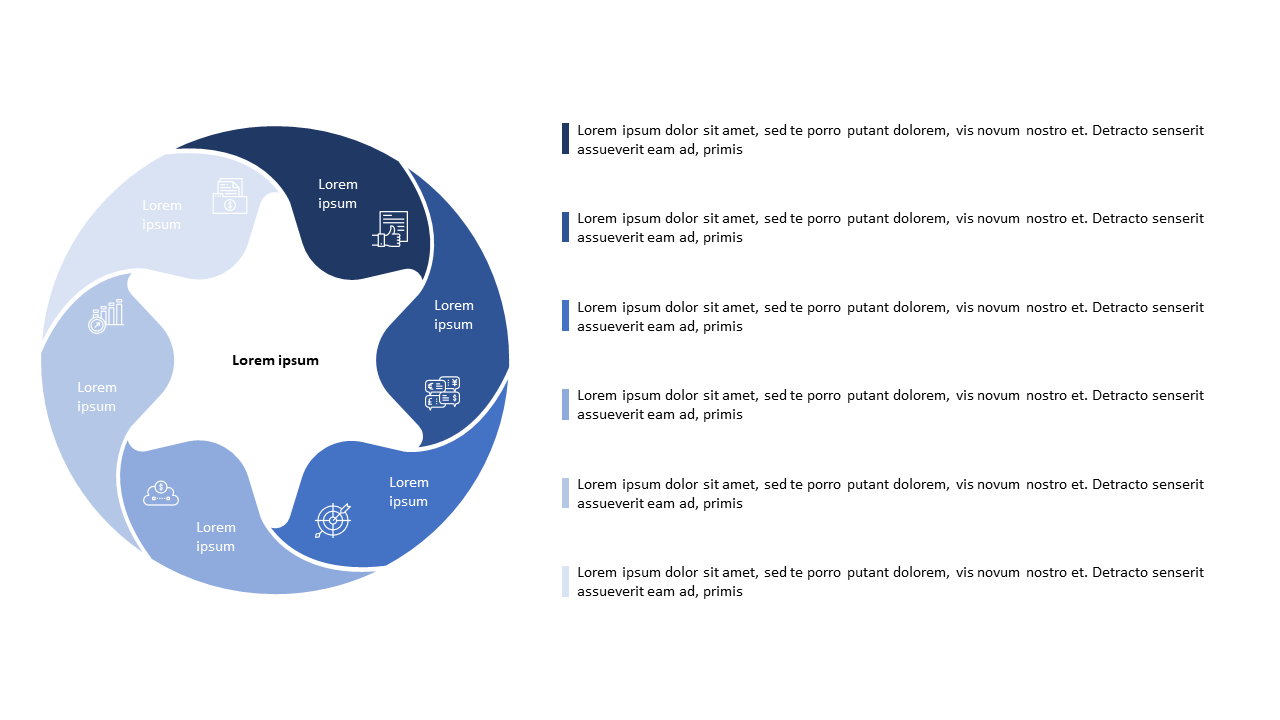 Lorem
ipsum
Lorem
ipsum
Lorem
ipsum
Lorem
ipsum
Lorem
ipsum
Lorem
ipsum
Lorem ipsum
Lorem ipsum dolor sit amet, sed te porro putant dolorem, vis novum nostro et. Detracto senserit
assueverit eam ad, primis
Lorem ipsum dolor sit amet, sed te porro putant dolorem, vis novum nostro et. Detracto senserit
assueverit eam ad, primis
Lorem ipsum dolor sit amet, sed te porro putant dolorem, vis novum nostro et. Detracto senserit
assueverit eam ad, primis
Lorem ipsum dolor sit amet, sed te porro putant dolorem, vis novum nostro et. Detracto senserit
assueverit eam ad, primis
Lorem ipsum dolor sit amet, sed te porro putant dolorem, vis novum nostro et. Detracto senserit
assueverit eam ad, primis
Lorem ipsum dolor sit amet, sed te porro putant dolorem, vis novum nostro et. Detracto senserit
assueverit eam ad, primis